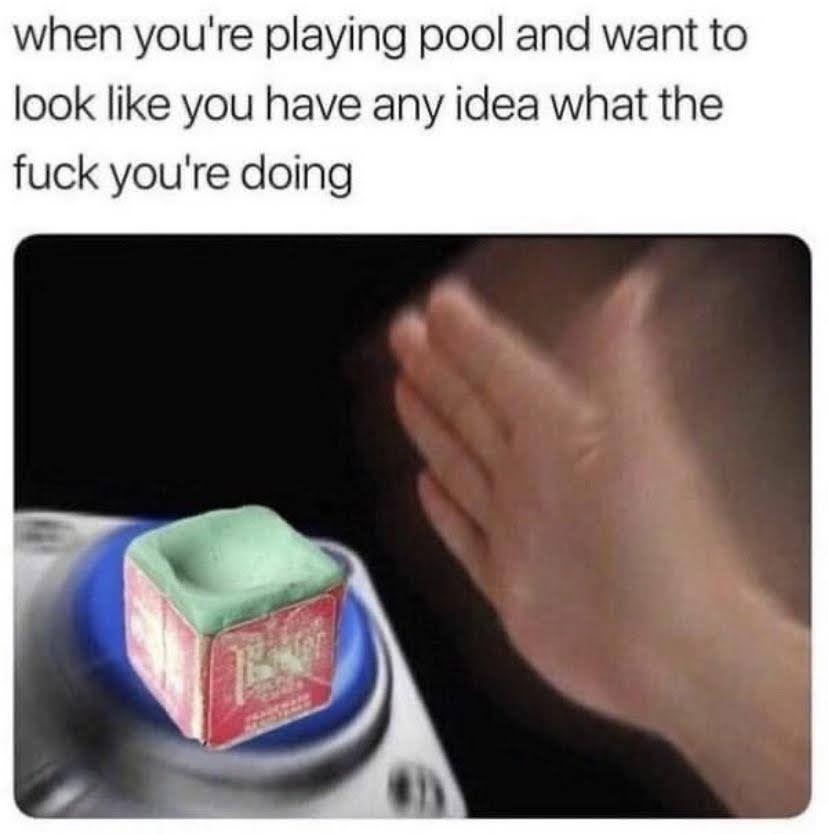 when you're playing pool and want to
look like you have any idea what the
fuck you're doing